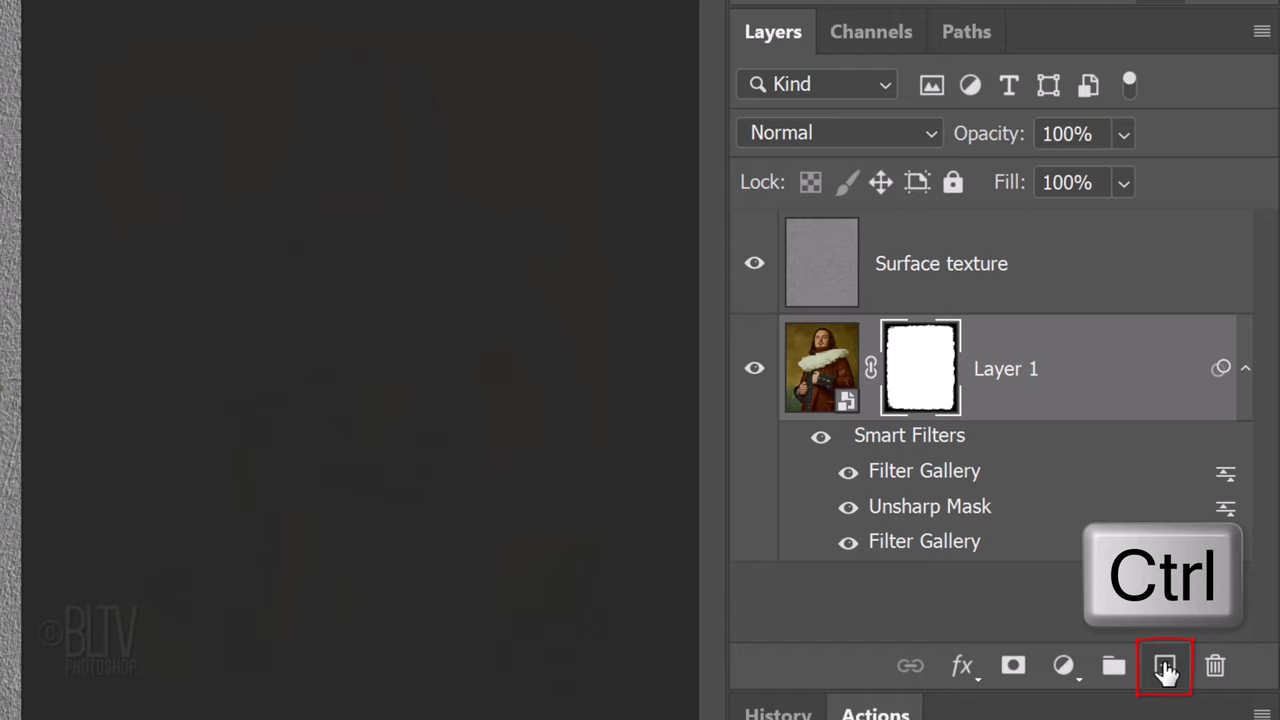 Layers Channels Paths
Kind
Normal Opacity: 100%
Lock: Fill: 100%
Surface texture
Layer 1
Smart Filters
Filter Gallery
Unsharp Mask
Filter Gallery
Ctrl
fx
© BLTV
PHOTOSHOP
History Actions